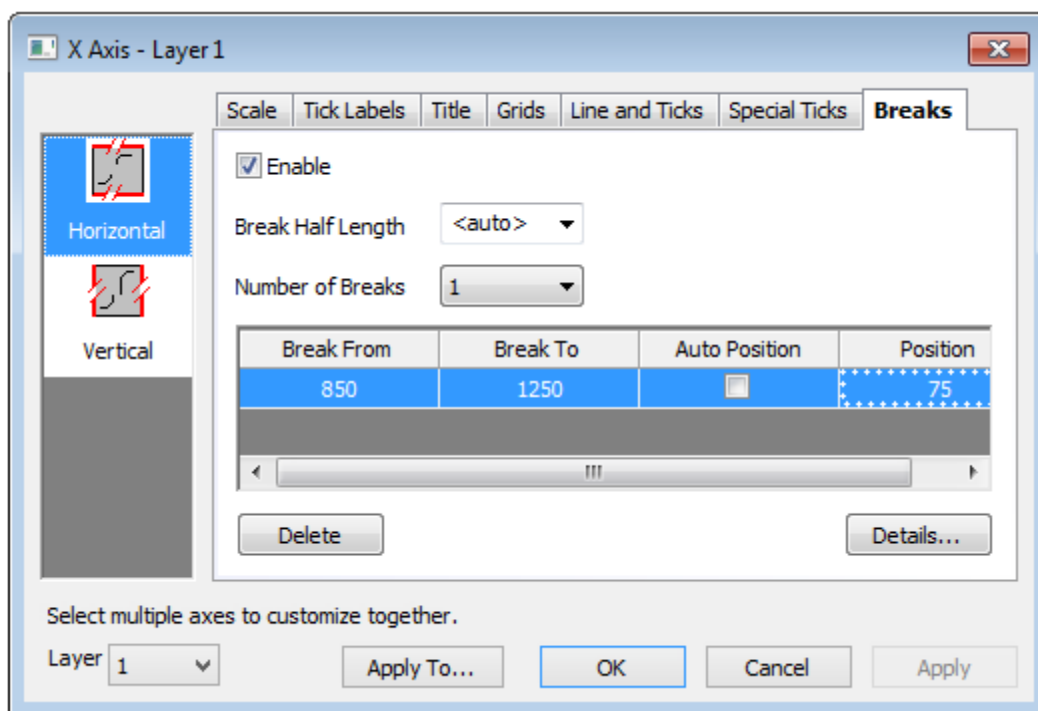 X Axis - Layer 1
Scale Tick Labels Title Grids Line and Ticks Special Ticks Breaks
Horizontal
Vertical
Enable
Break Half Length <auto>
Number of Breaks 1
Break From Break To Auto Position Position
850 1250 75
Delete Details...
Select multiple axes to customize together.
Layer 1 Apply To... OK Cancel Apply